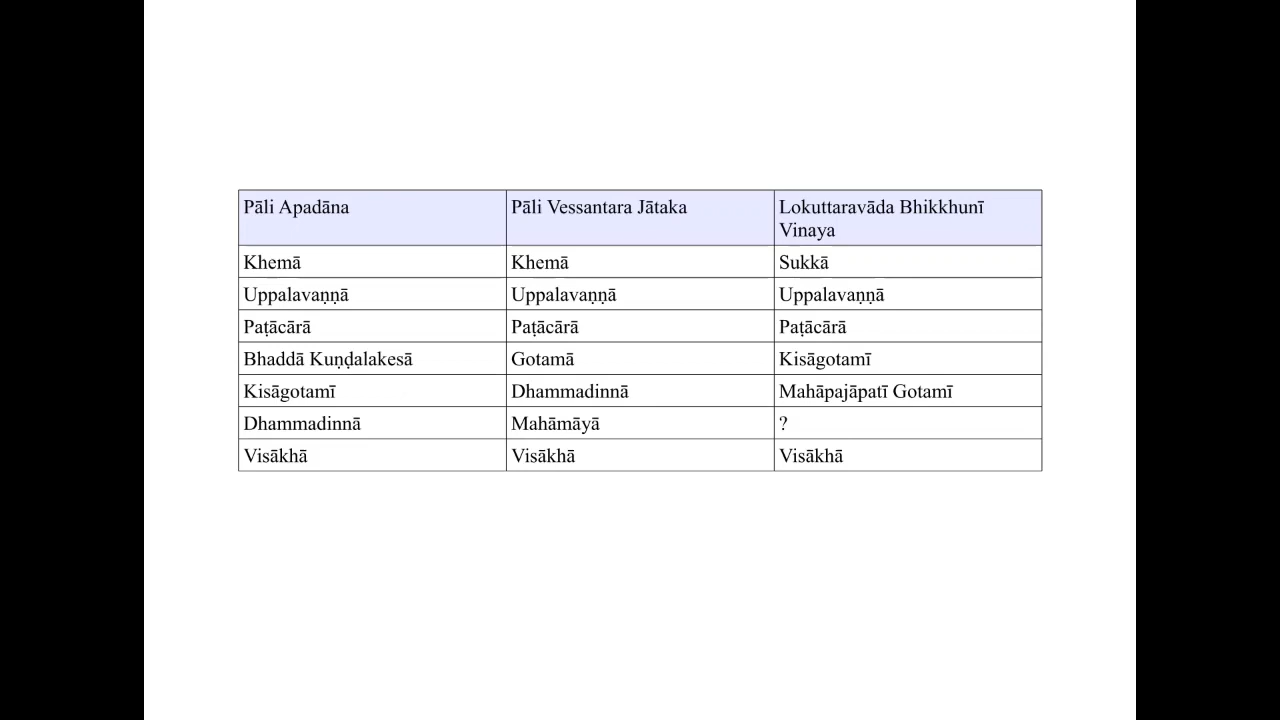 Pāli Apadāna
Pāli Vessantara Jātaka
Lokuttaravāda Bhikkhunī
Vinaya
Khemā
Khemā
Sukkā
Uppalavaṇṇā
Uppalavaṇṇā
Uppalavaṇṇā
Paṭācārā
Paṭācārā
Paṭācārā
Bhaddā Kuṇḍalakesā
Gotamā
Kisāgotamī
Kisāgotamī
Dhammadinnā
Mahāpajāpatī Gotamī
Dhammadinnā
Mahāmāyā
?
Visākhā
Visākhā
Visākhā